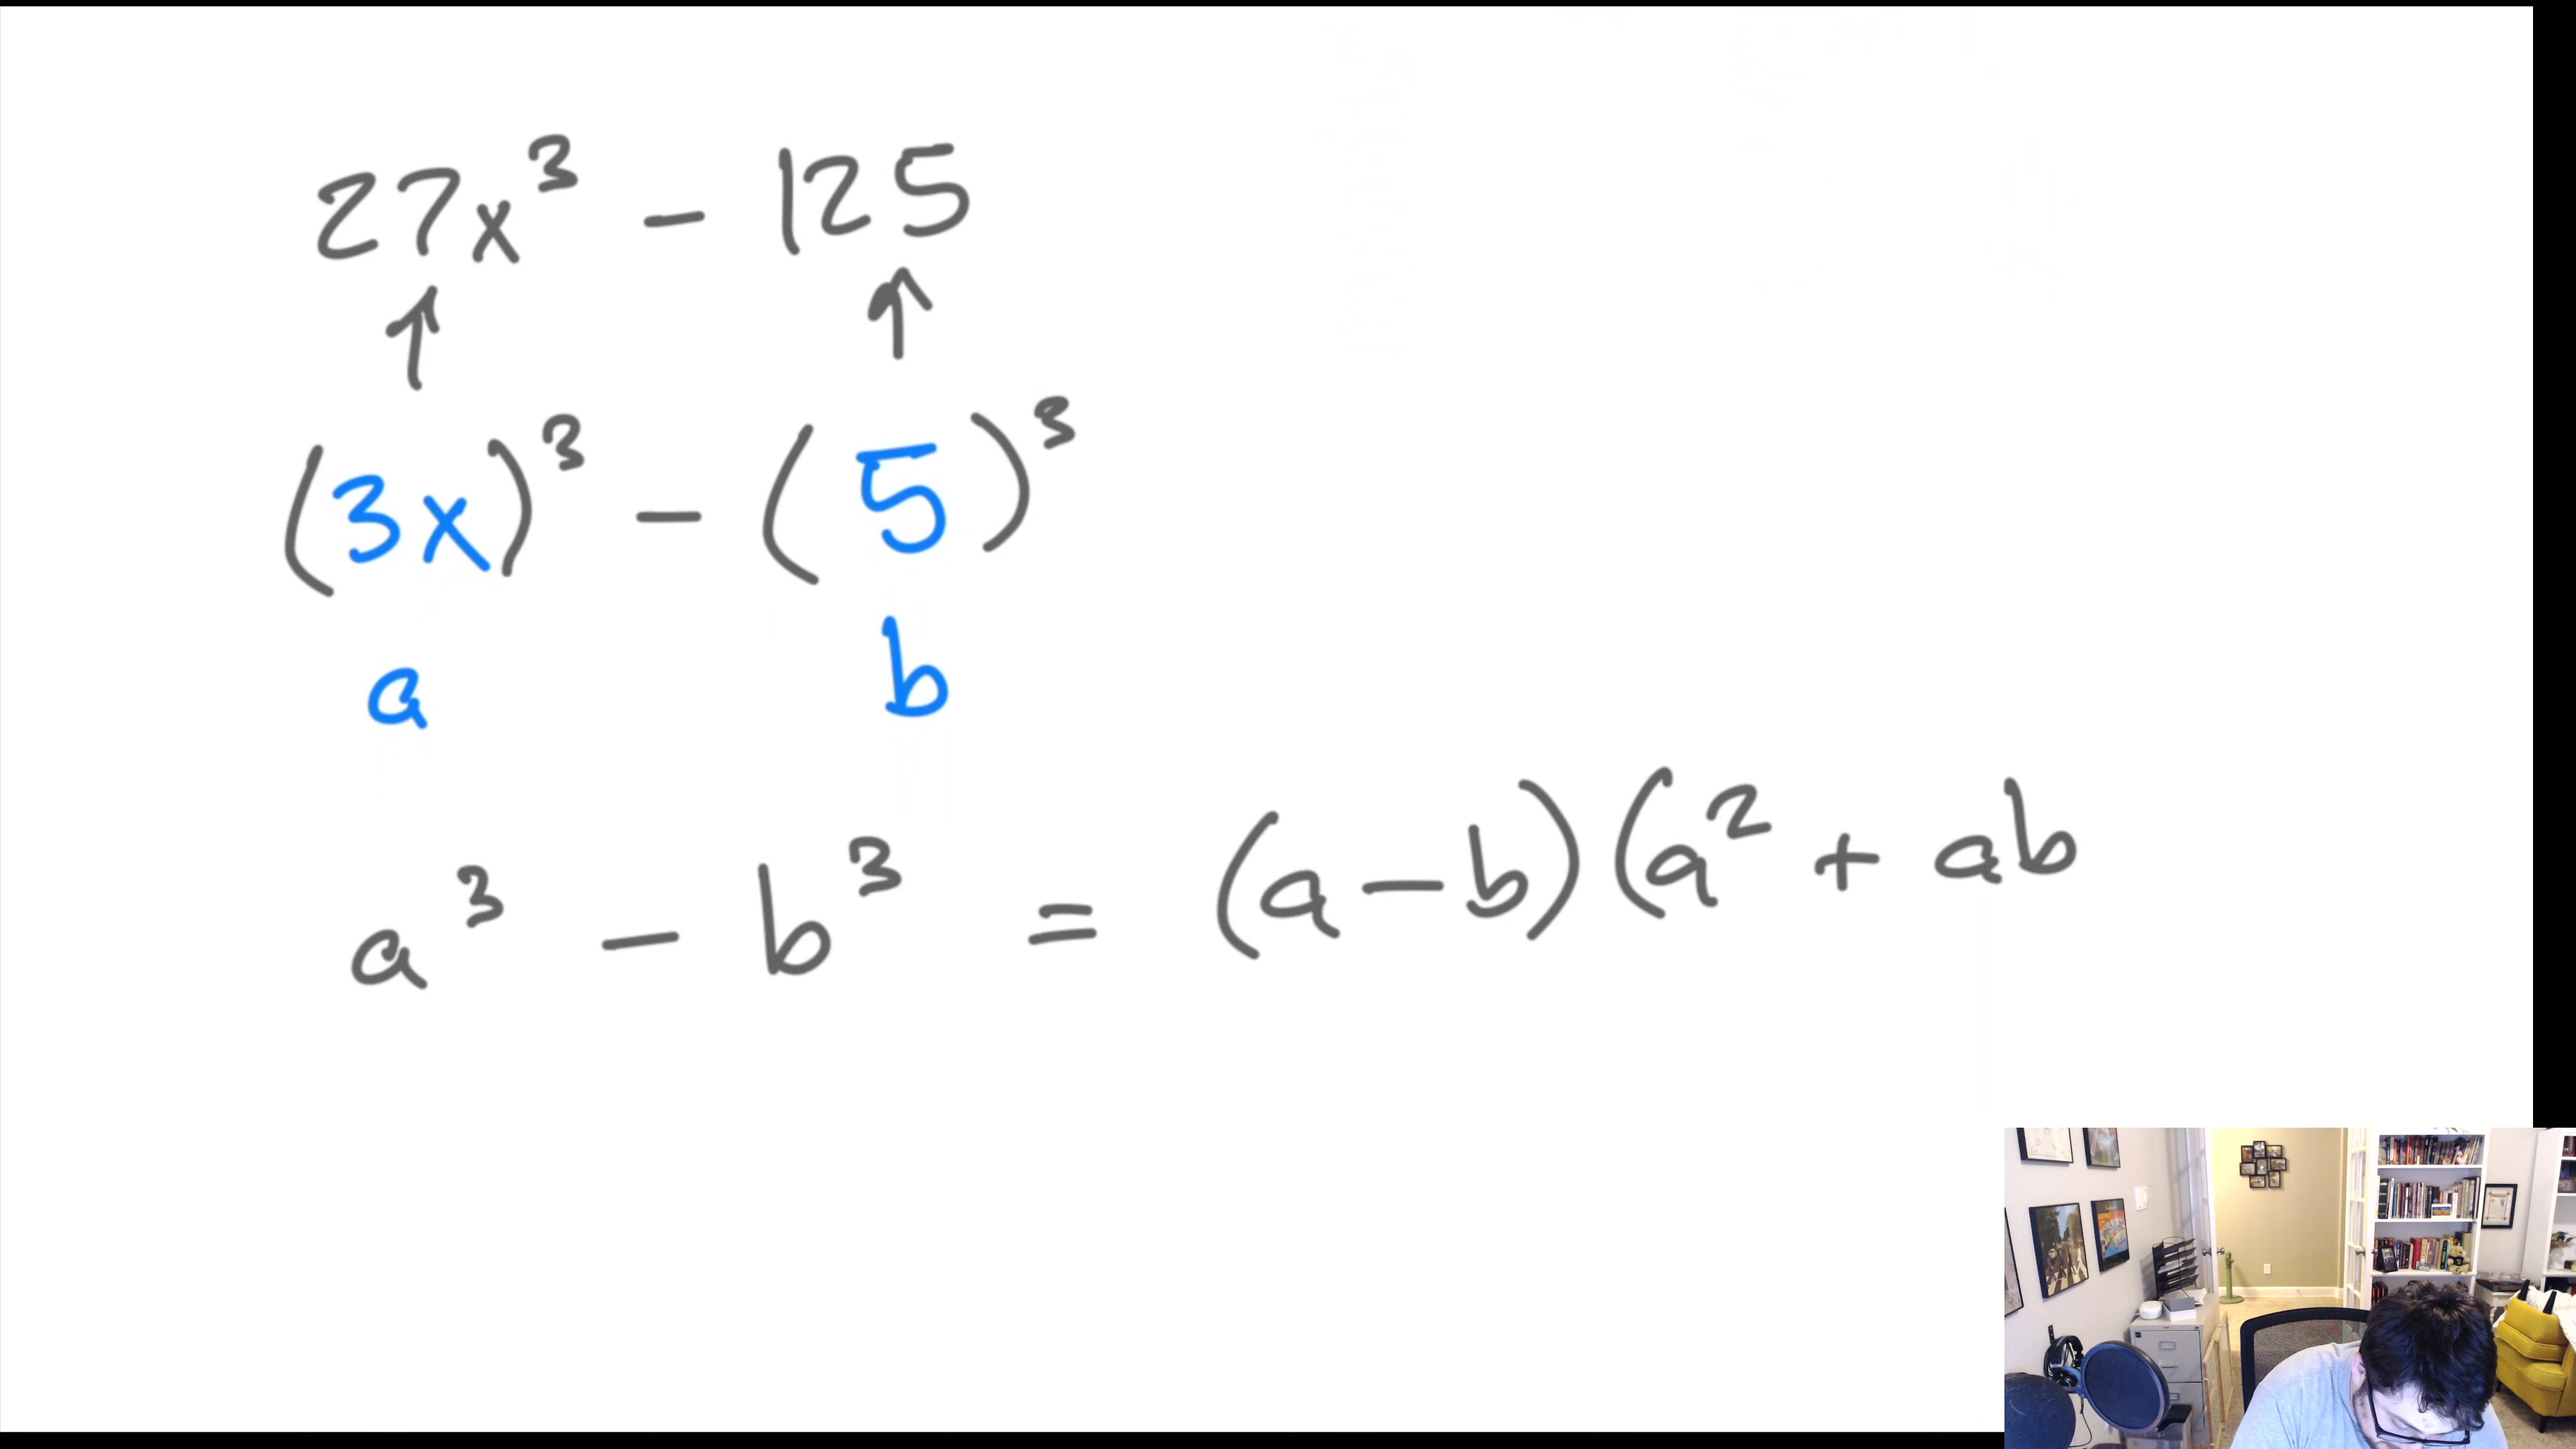 27x³ - 125
↑ ↑
(3x)³ - (5)³
a b
a³ - b³ = (a-b)(a² + ab